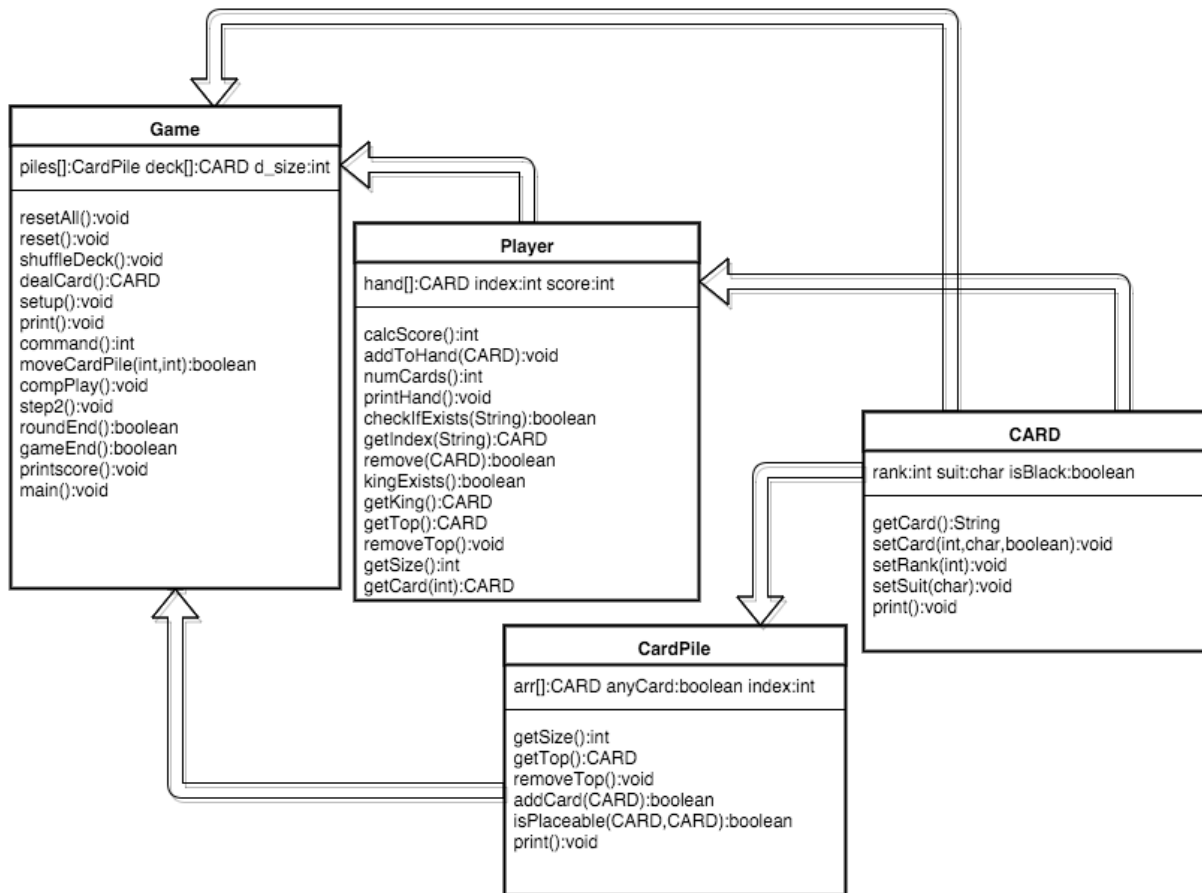 Game
piles[]:CardPile deck[]:CARD d_size:int
resetAll():void
reset():void
shuffleDeck():void
dealCard():CARD
setup():void
print():void
command():int
moveCardPile(int,int):boolean
compPlay():void
step2():void
roundEnd():boolean
gameEnd():boolean
printscore():void
main():void
Player
hand[]:CARD index:int score:int
calcScore():int
addToHand(CARD):void
numCards():int
printHand():void
checkIfExists(String):boolean
getIndex(String):CARD
remove(CARD):boolean
kingExists():boolean
getKing():CARD
getTop():CARD
removeTop():void
getSize():int
getCard(int):CARD
CARD
rank:int suit:char isBlack:boolean
getCard():String
setCard(int,char,boolean):void
setRank(int):void
setSuit(char):void
print():void
CardPile
arr[]:CARD anyCard:boolean index:int
getSize():int
getTop():CARD
removeTop():void
addCard(CARD):boolean
isPlaceable(CARD,CARD):boolean
print():void